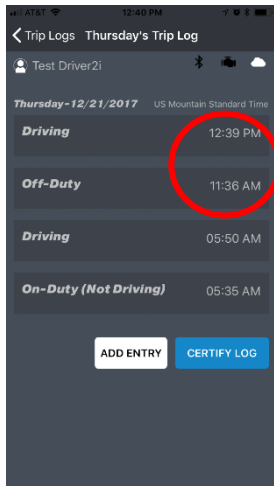 AT&T 12:40 PM
Trip Logs Thursday's Trip Log
Test Driver2i
Thursday-12/21/2017 US Mountain Standard Time
Driving 12:39 PM
Off-Duty 11:36 AM
Driving 05:50 AM
On-Duty (Not Driving) 05:35 AM
ADD ENTRY CERTIFY LOG